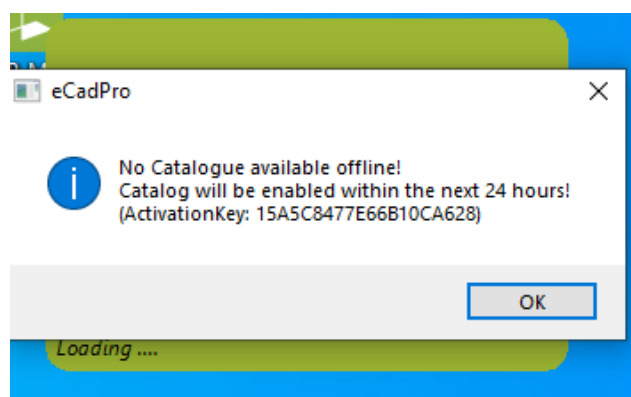 eCadPro
No Catalogue available offline!
Catalog will be enabled within the next 24 hours!
(ActivationKey: 15A5C8477E66B10CA628)
OK
Loading ....